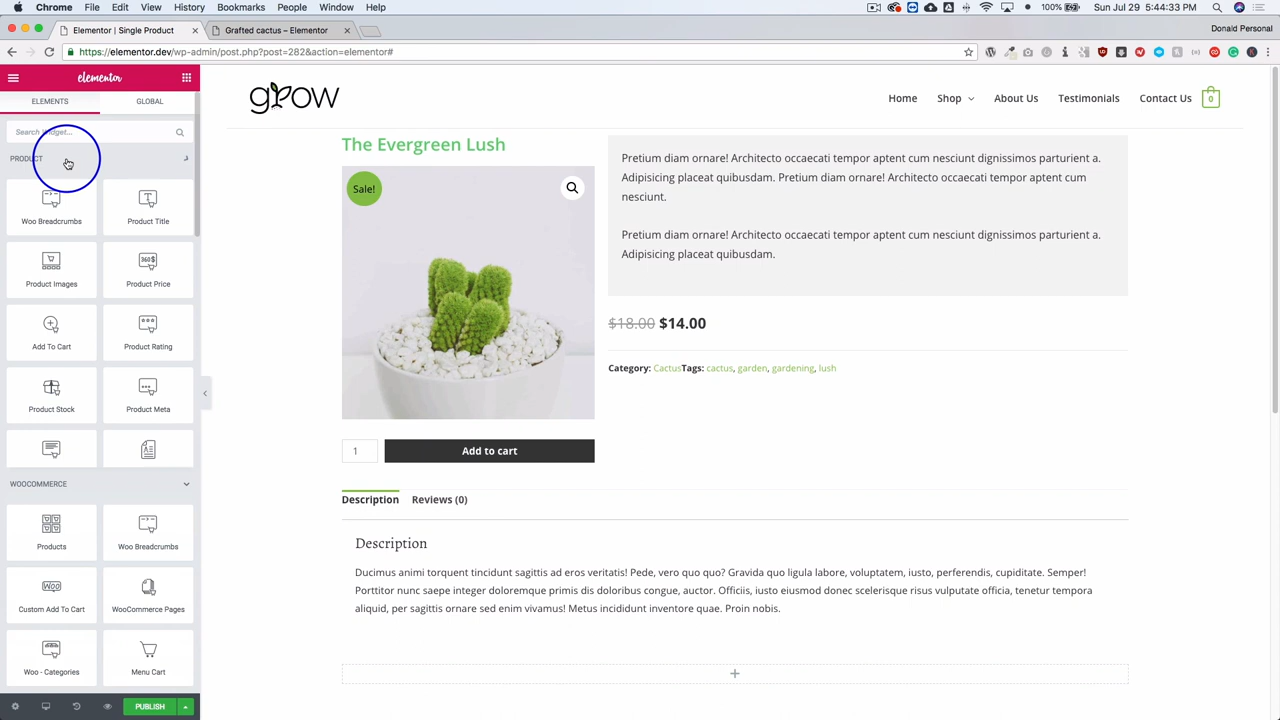 Chrome File Edit View History Bookmarks People Window Help
100% Sun Jul 29 5:44:33 PM
Elementor | Single Product
Grafted cactus – Elementor
Donald Personal
https://elementor.dev/wp-admin/post.php?post=282&action=elementor#
elementor
ELEMENTS
GLOBAL
PRODUCT
Woo Breadcrumbs
Product Title
Product Images
Product Price
Add To Cart
Product Rating
Product Stock
Product Meta
WOOCOMMERCE
Products
Woo Breadcrumbs
Custom Add To Cart
WooCommerce Pages
Woo - Categories
Menu Cart
PUBLISH
grow
Home
Shop
About Us
Testimonials
Contact Us
0
The Evergreen Lush
Sale!
Pretium diam ornare! Architecto occaecati tempor aptent cum nesciunt dignissimos parturient a.
Adipisicing placeat quibusdam. Pretium diam ornare! Architecto occaecati tempor aptent cum
nesciunt.
Pretium diam ornare! Architecto occaecati tempor aptent cum nesciunt dignissimos parturient a.
Adipisicing placeat quibusdam.
$18.00 $14.00
Category: CactusTags: cactus, garden, gardening, lush
1
Add to cart
Description
Reviews (0)
Description
Ducimus animi torquent tincidunt sagittis ad eros veritatis! Pede, vero quo quo? Gravida quo ligula labore, voluptatem, iusto, perferendis, cupiditate. Semper!
Porttitor nunc saepe integer doloremque primis dis doloribus congue, auctor. Officiis, iusto eiusmod donec scelerisque risus vulputate officia, tenetur tempora
aliquid, per sagittis ornare sed enim vivamus! Metus incididunt inventore quae. Proin nobis.